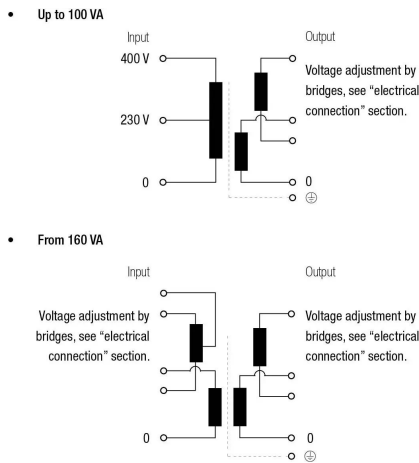 • Up to 100 VA
Input
Output
400 V
Voltage adjustment by
bridges, see “electrical
connection” section.
230 V
0
0
• From 160 VA
Input
Output
Voltage adjustment by
bridges, see “electrical
connection” section.
Voltage adjustment by
bridges, see “electrical
connection” section.
0
0